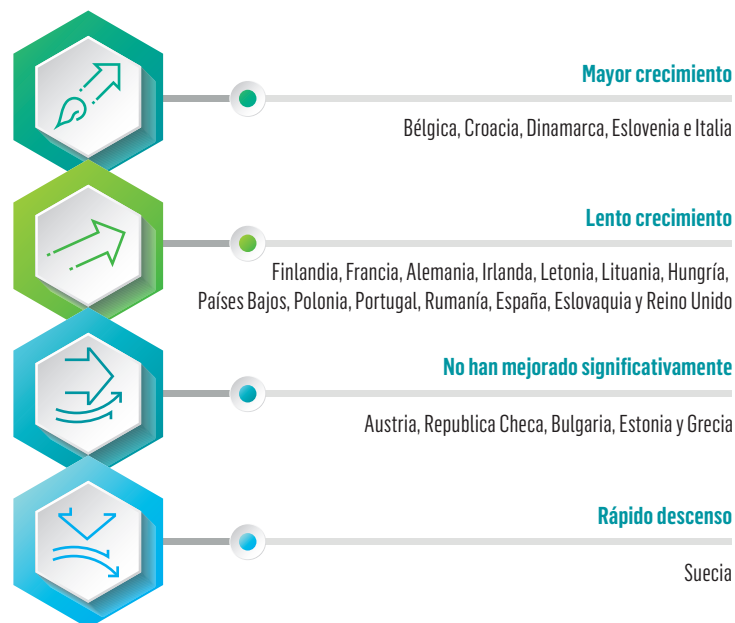 Mayor crecimiento
Bélgica, Croacia, Dinamarca, Eslovenia e Italia
Lento crecimiento
Finlandia, Francia, Alemania, Irlanda, Letonia, Lituania, Hungría,
Países Bajos, Polonia, Portugal, Rumanía, España, Eslovaquia y Reino Unido
No han mejorado significativamente
Austria, Republica Checa, Bulgaria, Estonia y Grecia
Rápido descenso
Suecia